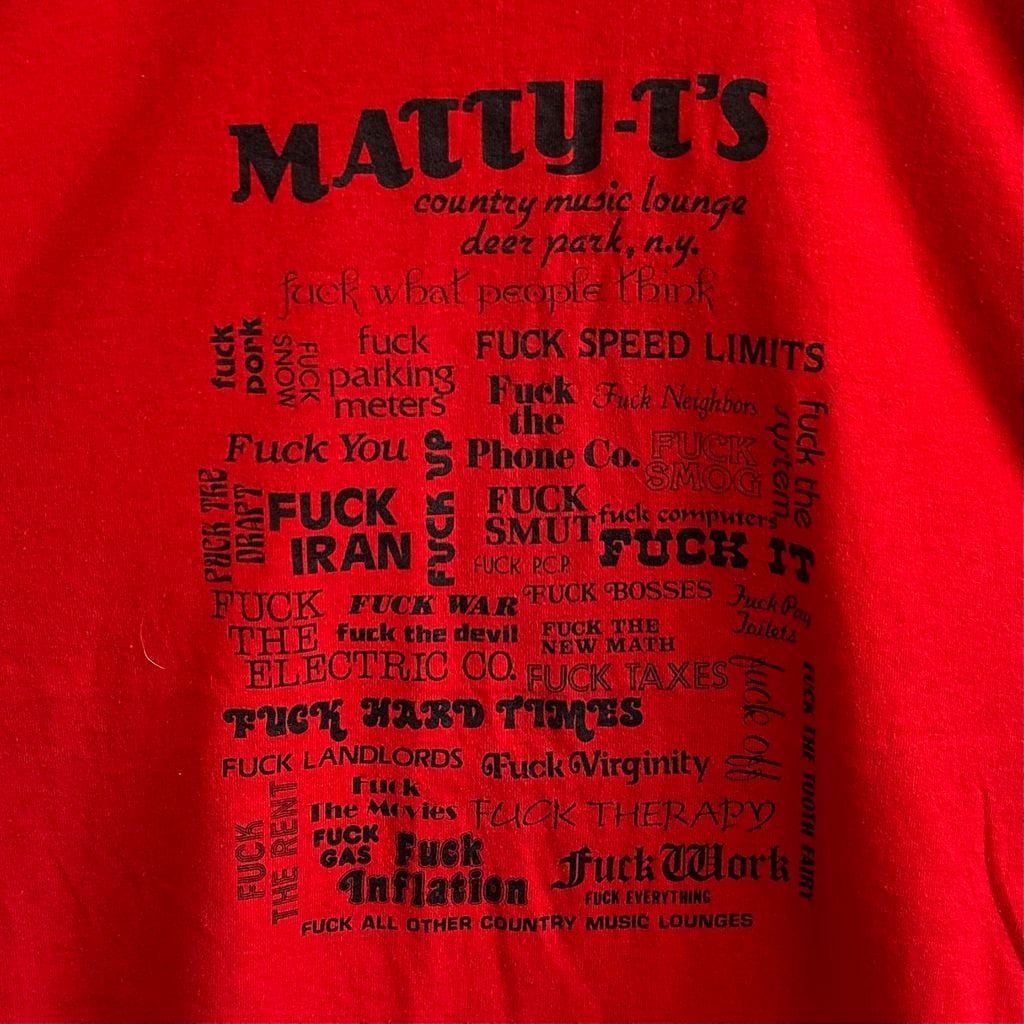 MATTY-T'S
country music lounge
deer park, n.y.
fuck what people think
fuck
pork
FUCK
SNOW
fuck
parking
meters
FUCK SPEED LIMITS
Fuck
the
Phone Co.
Fuck Neighbors
fuck the
system
Fuck You
FUCK UP
FUCK
SMOG
FUCK THE
DRAFT
FUCK
IRAN
FUCK
SMUT
fuck computers
FUCK IT
FUCK P.C.P.
FUCK
THE
ELECTRIC CO.
FUCK WAR
FUCK BOSSES
Fuck Pay
Toilets
fuck the devil
FUCK THE
NEW MATH
FUCK TAXES
fuck off
FUCK THE TOOTH FAIRY
FUCK HARD TIMES
FUCK LANDLORDS
Fuck Virginity
FUCK
THE RENT
Fuck
The Movies
FUCK THERAPY
FUCK
GAS
Fuck
Inflation
Fuck Work
FUCK EVERYTHING
FUCK ALL OTHER COUNTRY MUSIC LOUNGES